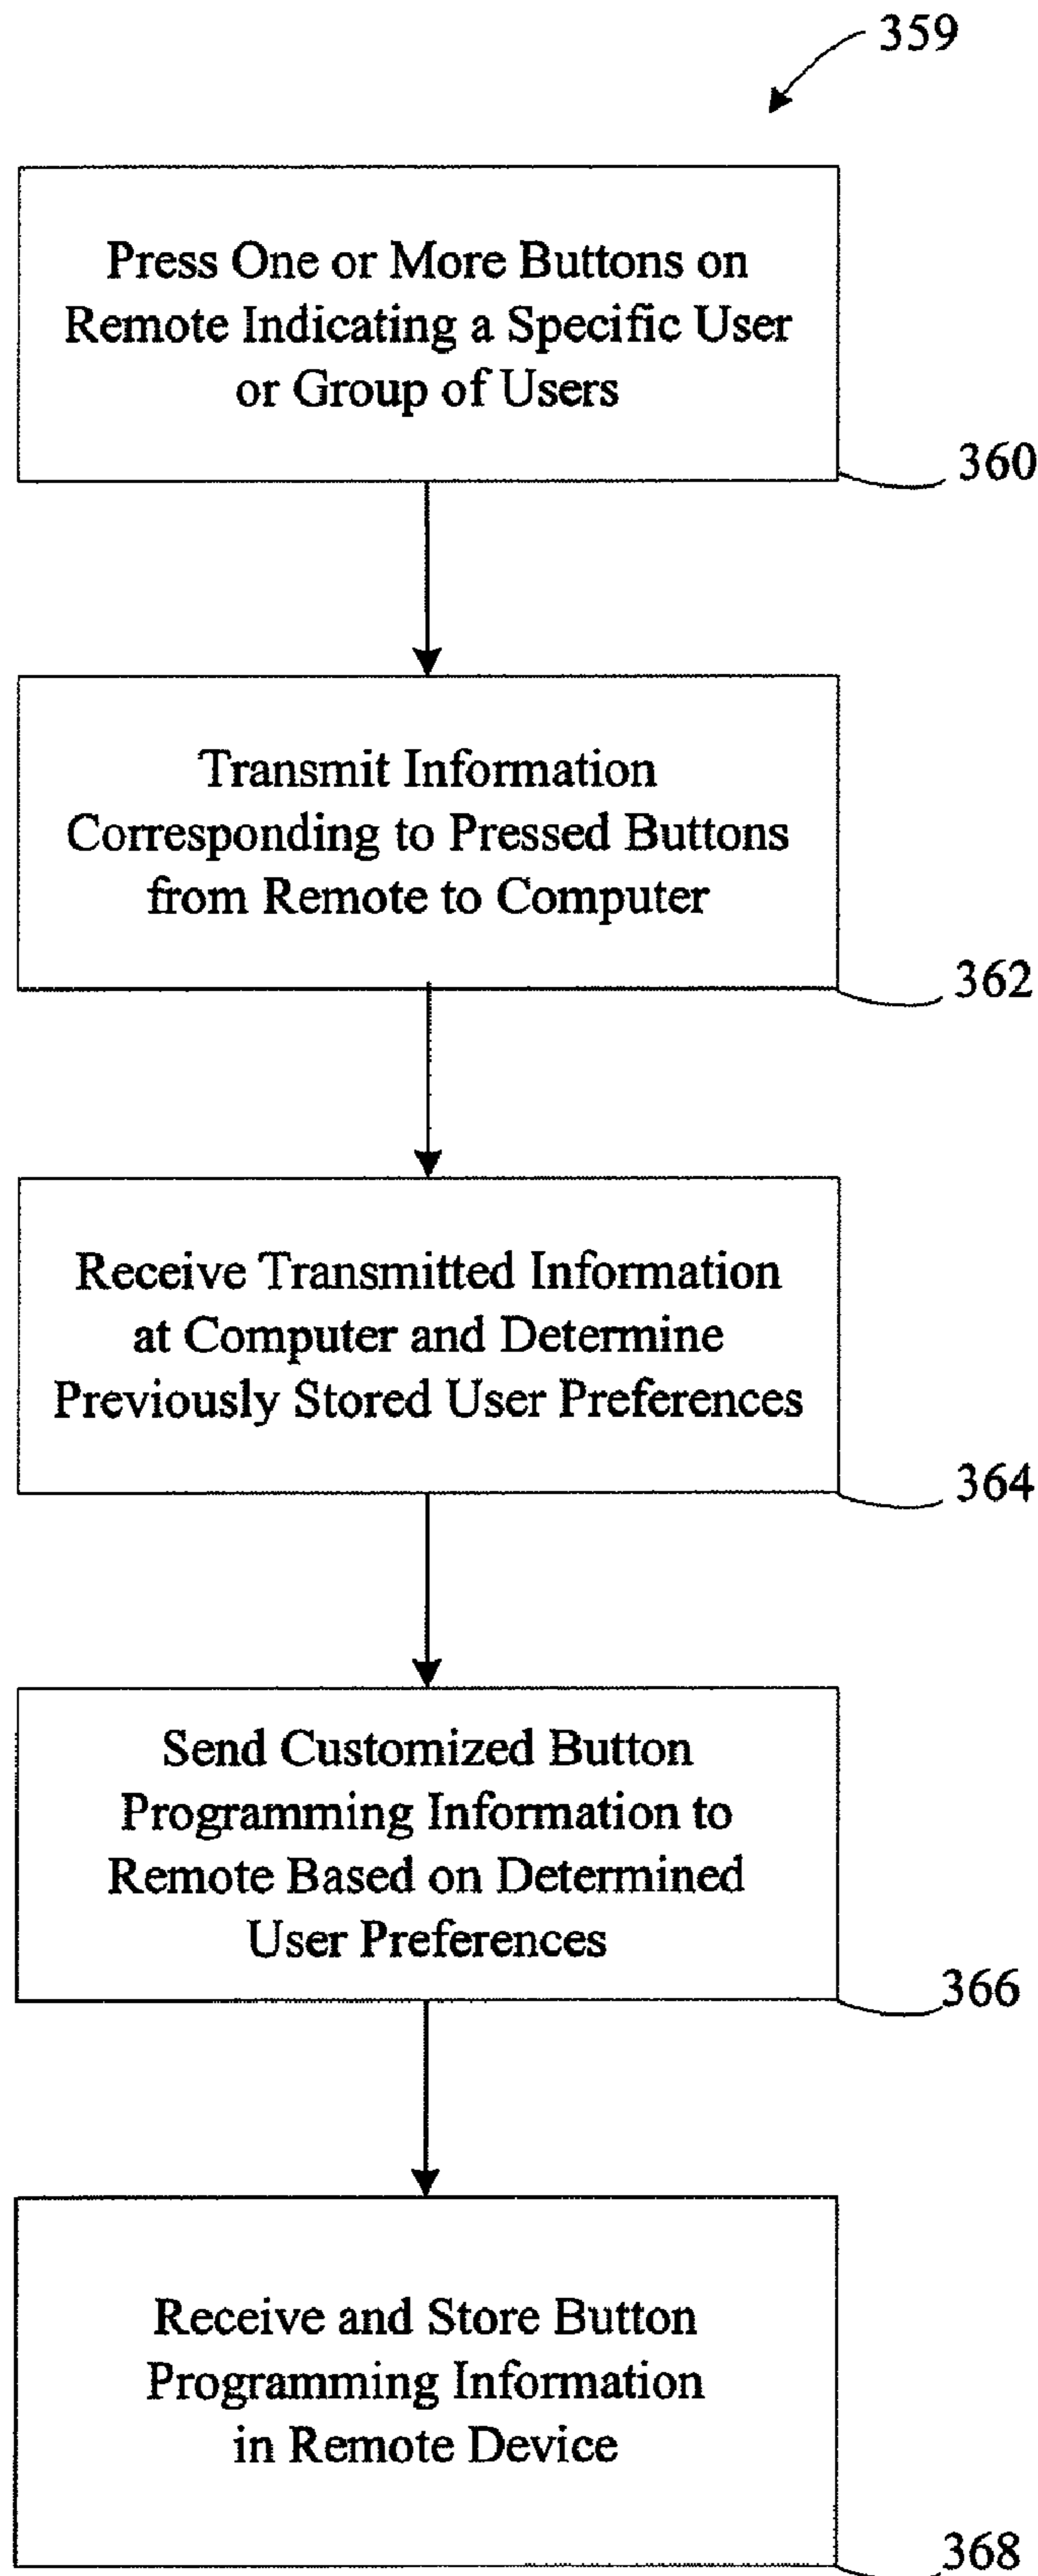 359
Press One or More Buttons on
Remote Indicating a Specific User
or Group of Users
360
Transmit Information
Corresponding to Pressed Buttons
from Remote to Computer
362
Receive Transmitted Information
at Computer and Determine
Previously Stored User Preferences
364
Send Customized Button
Programming Information to
Remote Based on Determined
User Preferences
366
Receive and Store Button
Programming Information
in Remote Device
368